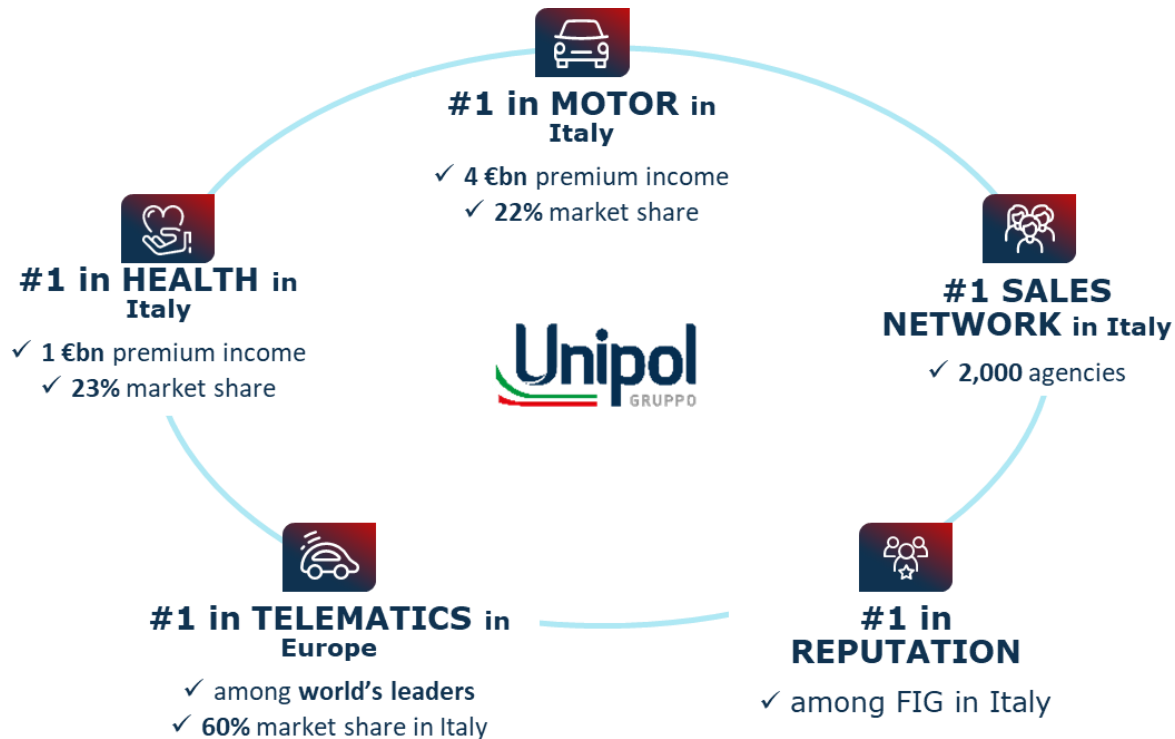 #1 in MOTOR in
Italy
✓ 4 €bn premium income
✓ 22% market share
#1 in HEALTH in
Italy
✓ 1 €bn premium income
✓ 23% market share
#1 SALES
NETWORK in Italy
✓ 2,000 agencies
Unipol
GRUPPO
#1 in TELEMATICS in
Europe
✓ among world's leaders
✓ 60% market share in Italy
#1 in
REPUTATION
✓ among FIG in Italy